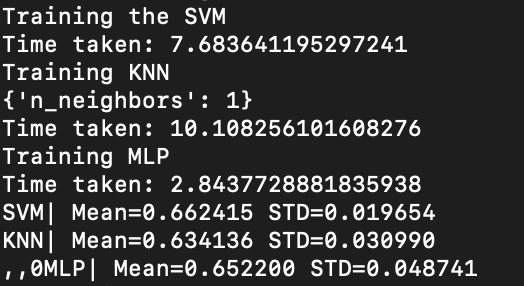 Training the SVM
Time taken: 7.683641195297241
Training KNN
{'n_neighbors': 1}
Time taken: 10.108256101608276
Training MLP
Time taken: 2.8437728881835938
SVM| Mean=0.662415 STD=0.019654
KNN| Mean=0.634136 STD=0.030990
,,0MLP| Mean=0.652200 STD=0.048741